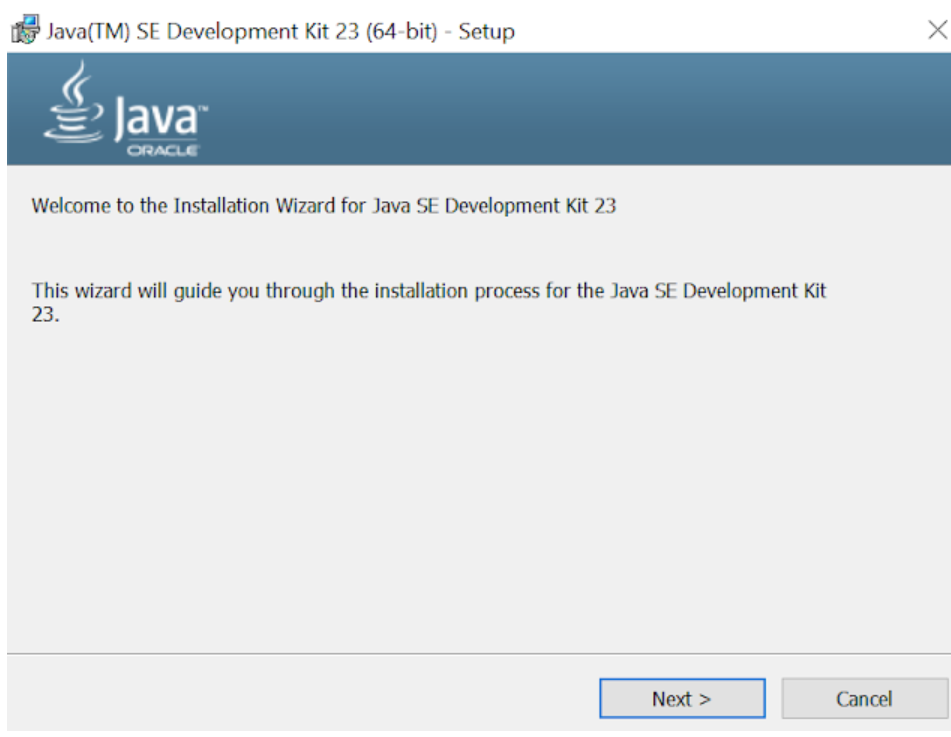 Java(TM) SE Development Kit 23 (64-bit) - Setup
Java™
ORACLE
Welcome to the Installation Wizard for Java SE Development Kit 23
This wizard will guide you through the installation process for the Java SE Development Kit
23.
Next >
Cancel